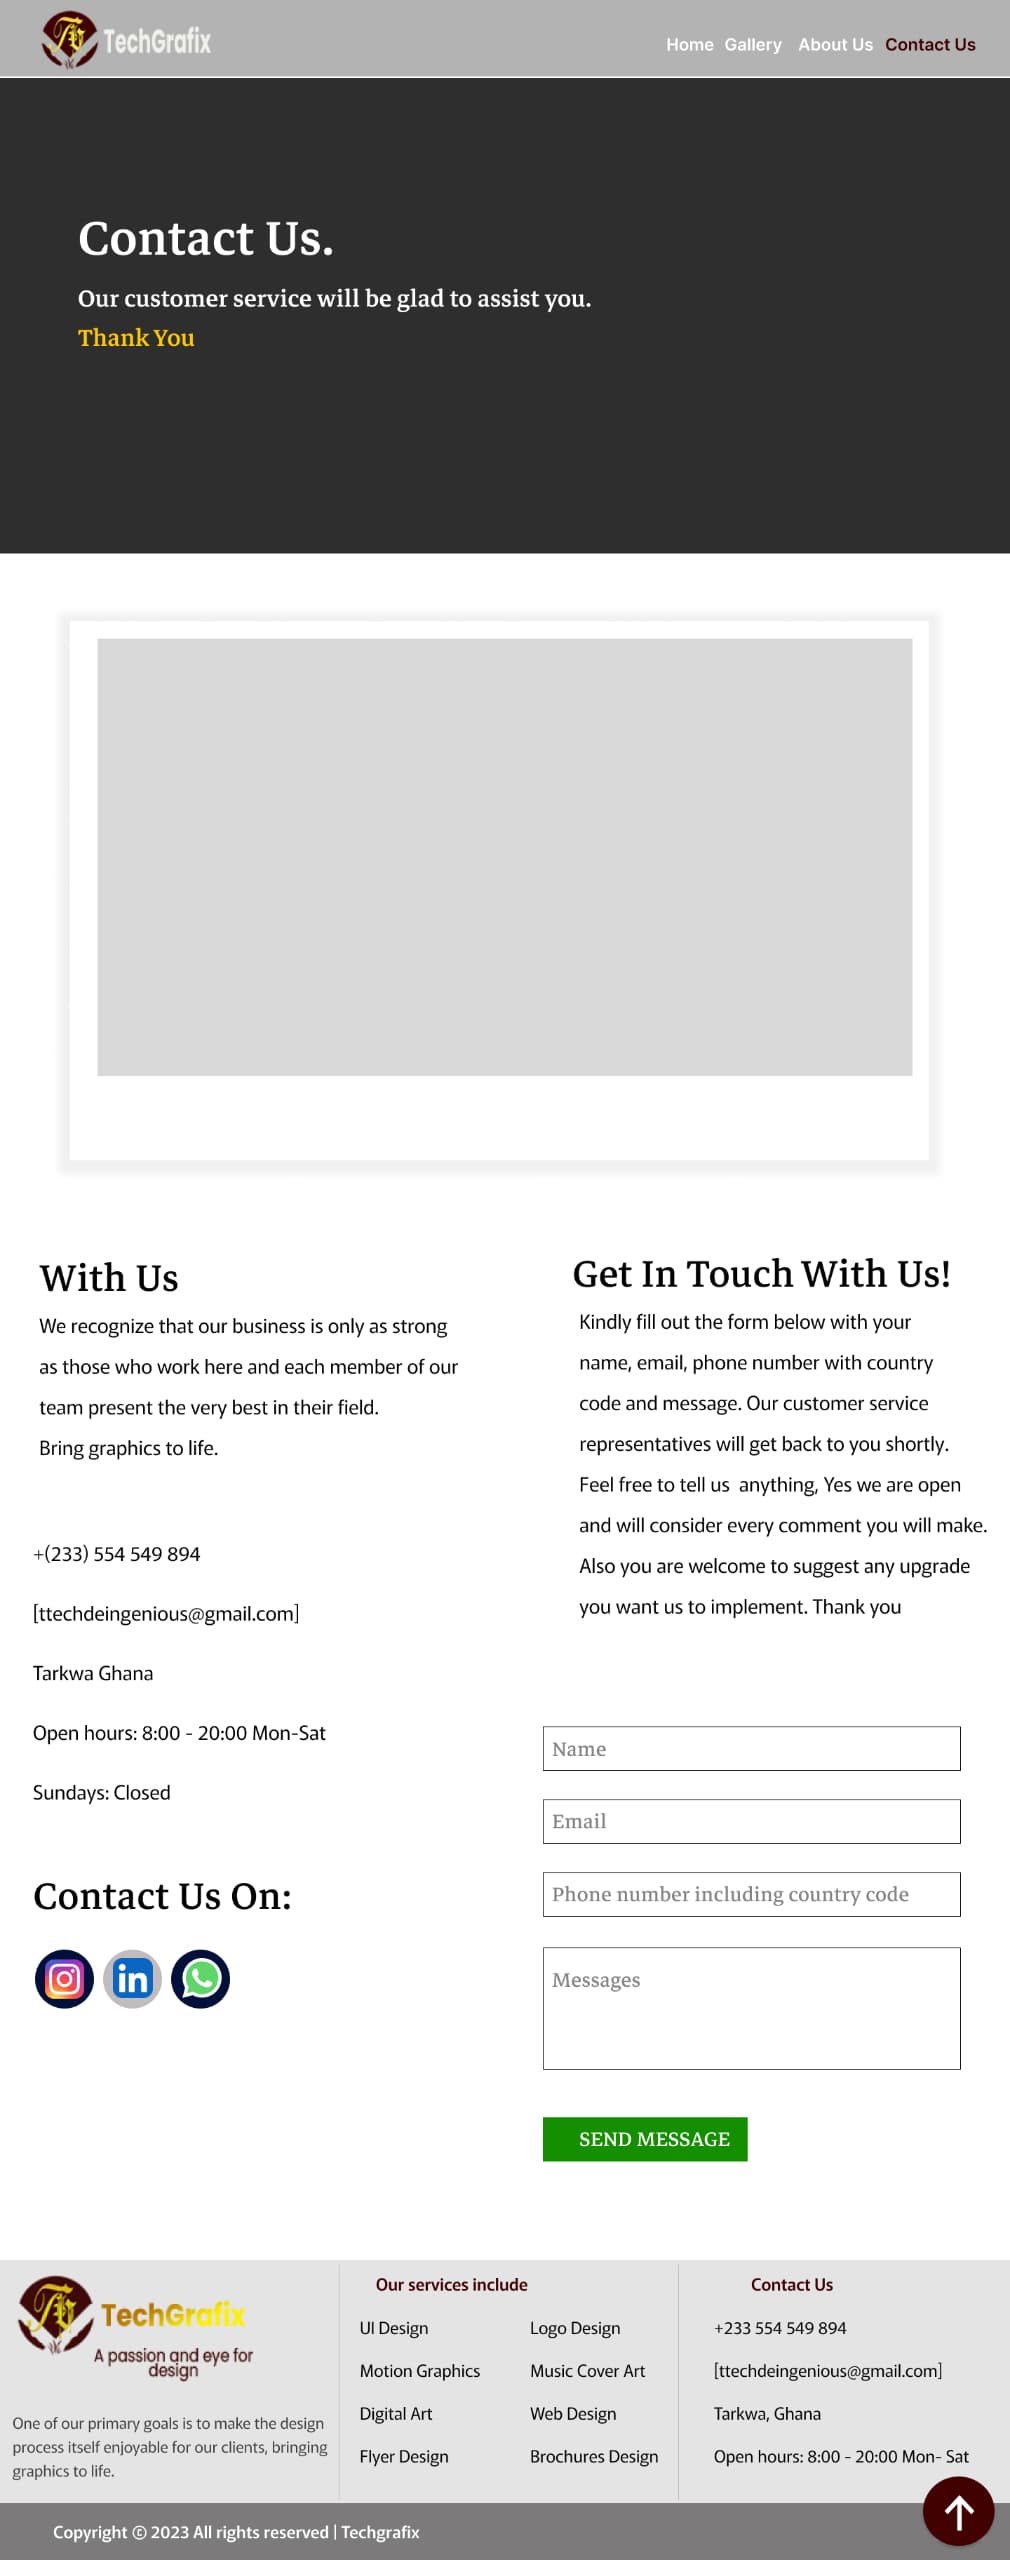 TechGrafix
Home Gallery About Us Contact Us
Contact Us.
Our customer service will be glad to assist you.
Thank You
With Us
We recognize that our business is only as strong
as those who work here and each member of our
team present the very best in their field.
Bring graphics to life.
+(233) 554 549 894
[ttechdeingenious@gmail.com]
Tarkwa Ghana
Open hours: 8:00 - 20:00 Mon-Sat
Sundays: Closed
Contact Us On:
Get In Touch With Us!
Kindly fill out the form below with your
name, email, phone number with country
code and message. Our customer service
representatives will get back to you shortly.
Feel free to tell us  anything, Yes we are open
and will consider every comment you will make.
Also you are welcome to suggest any upgrade
you want us to implement. Thank you
Name
Email
Phone number including country code
Messages
SEND MESSAGE
TechGrafix
A passion and eye for
design
One of our primary goals is to make the design
process itself enjoyable for our clients, bringing
graphics to life.
Our services include
UI Design
Motion Graphics
Digital Art
Flyer Design
Logo Design
Music Cover Art
Web Design
Brochures Design
Contact Us
+233 554 549 894
[ttechdeingenious@gmail.com]
Tarkwa, Ghana
Open hours: 8:00 - 20:00 Mon- Sat
Copyright © 2023 All rights reserved | Techgrafix